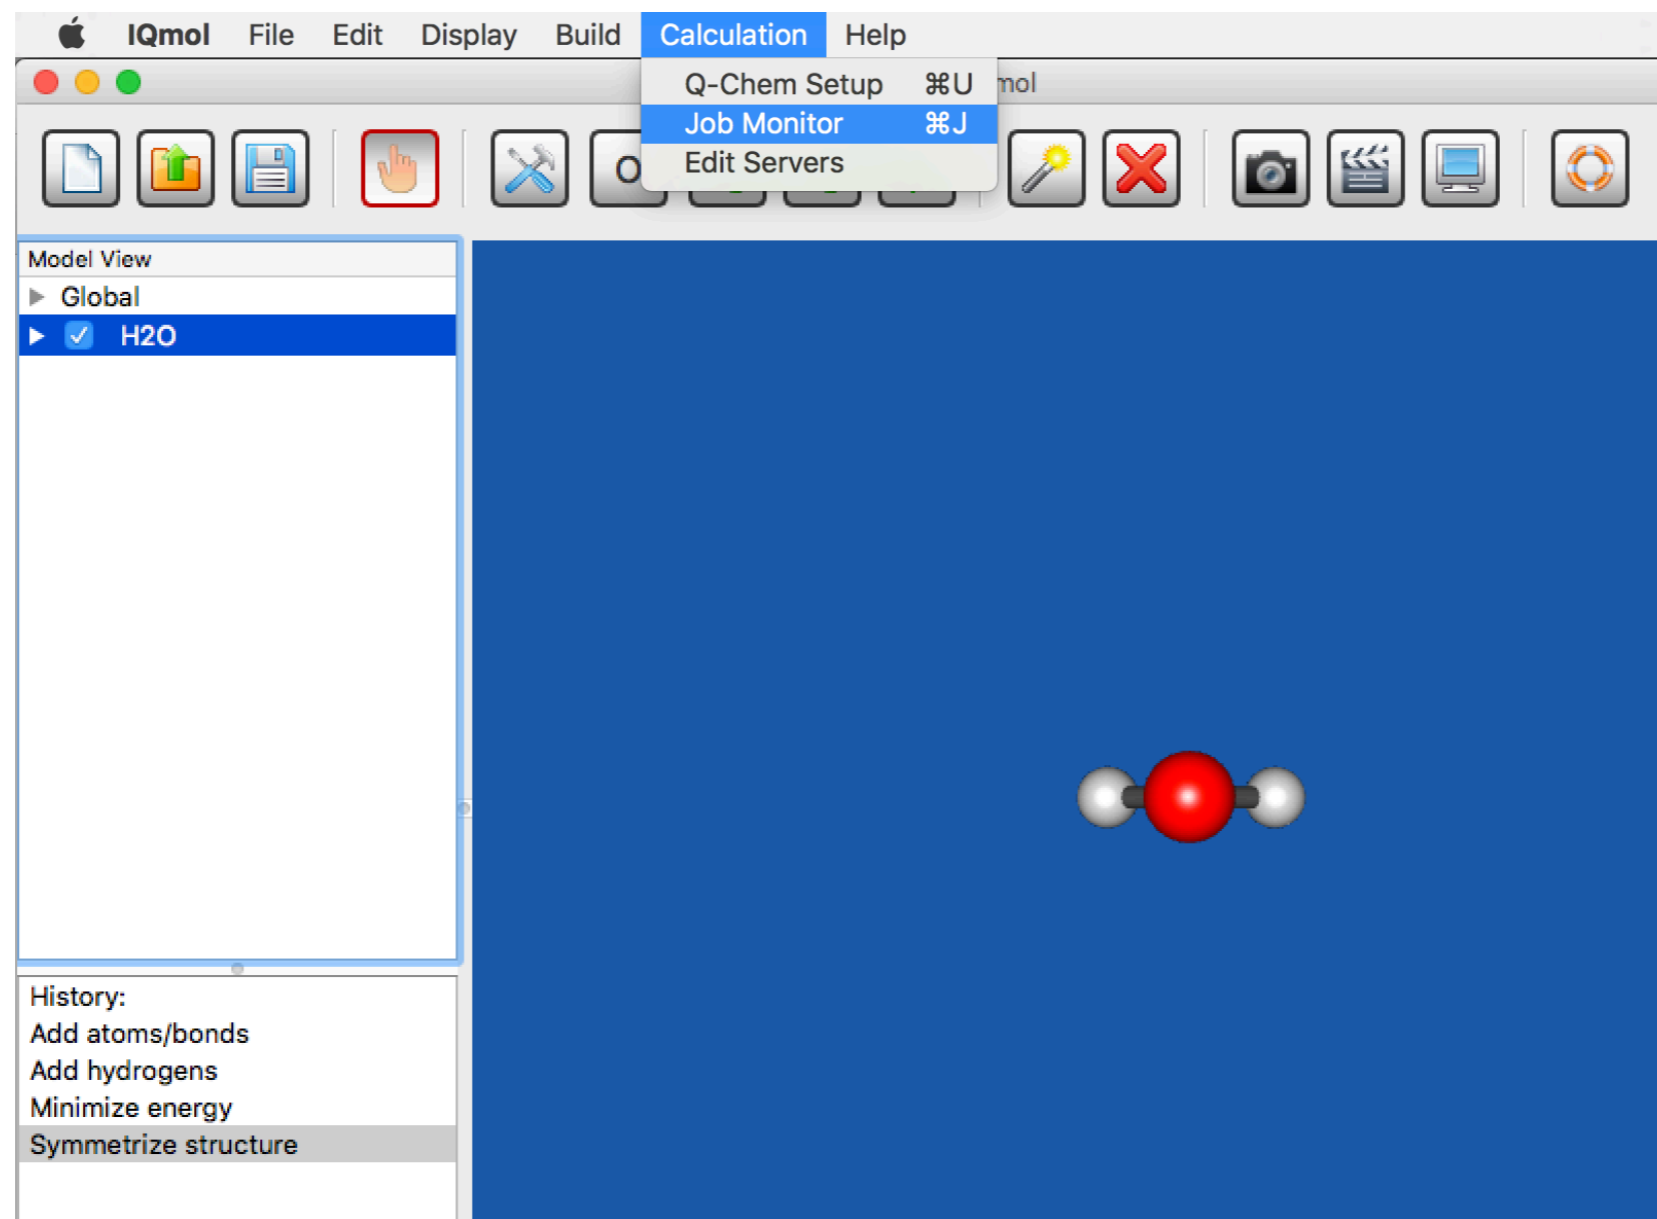 IQmol File Edit Display Build Calculation Help
Q-Chem Setup ⌘U
Job Monitor ⌘J
Edit Servers
Model View
Global
H2O
History:
Add atoms/bonds
Add hydrogens
Minimize energy
Symmetrize structure